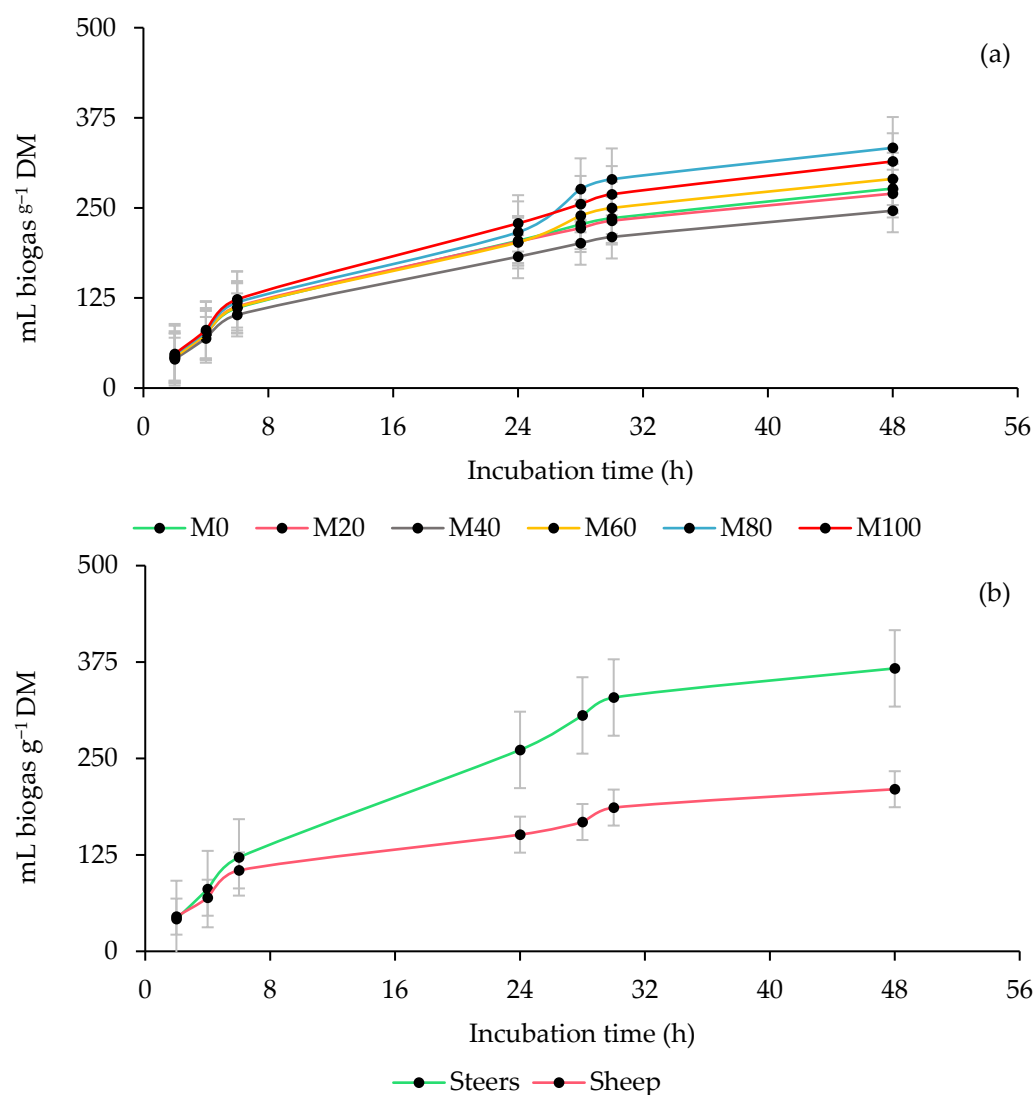 500
(a)
375
250
125
0
mL biogas g⁻¹ DM
0 8 16 24 32 40 48 56
Incubation time (h)
M0 M20 M40 M60 M80 M100
500
(b)
375
250
125
0
mL biogas g⁻¹ DM
0 8 16 24 32 40 48 56
Incubation time (h)
Steers Sheep